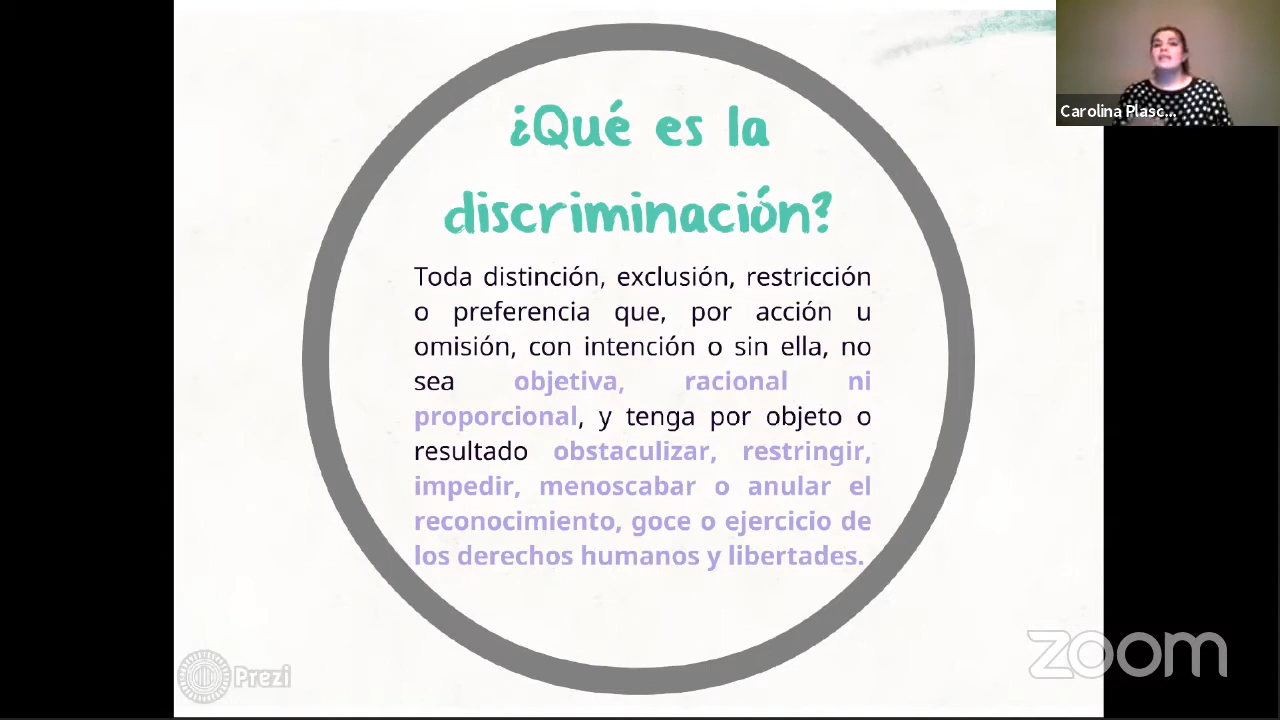 ¿Qué es la
discriminación?
Toda distinción, exclusión, restricción
o preferencia que, por acción u
omisión, con intención o sin ella, no
sea objetiva, racional ni
proporcional, y tenga por objeto o
resultado obstaculizar, restringir,
impedir, menoscabar o anular el
reconocimiento, goce o ejercicio de
los derechos humanos y libertades.
Carolina Plasc...
Prezi
zoom